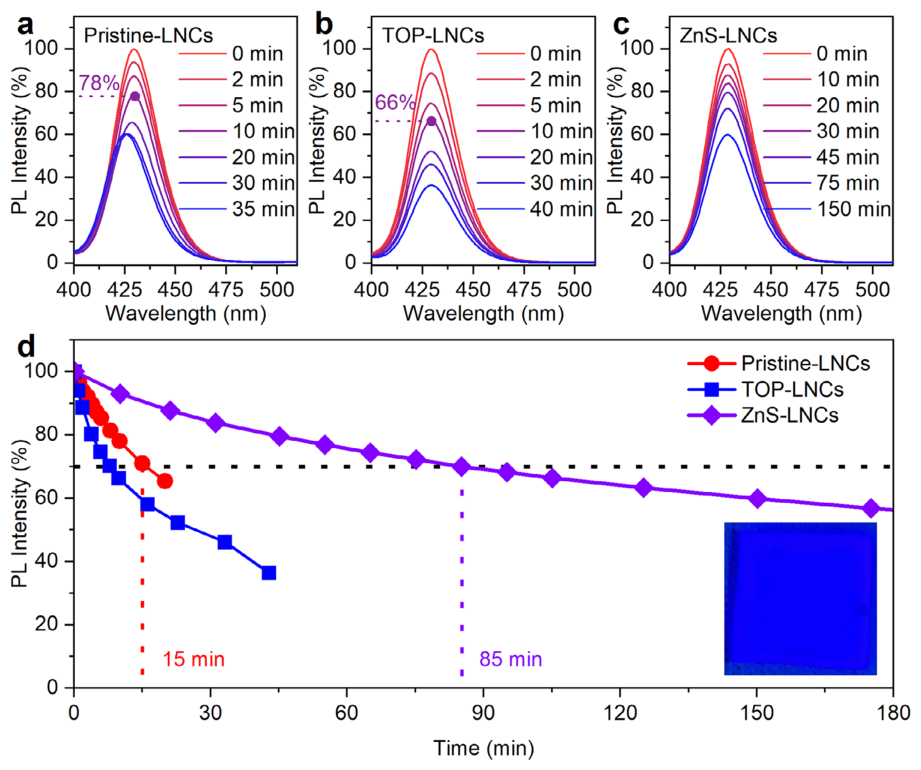 a
Pristine-LNCs
PL Intensity (%)
100
80
60
40
20
0
78%
0 min
2 min
5 min
10 min
20 min
30 min
35 min
400 425 450 475 500
Wavelength (nm)
b
TOP-LNCs
PL Intensity (%)
100
80
60
40
20
0
66%
0 min
2 min
5 min
10 min
20 min
30 min
40 min
400 425 450 475 500
Wavelength (nm)
c
ZnS-LNCs
PL Intensity (%)
100
80
60
40
20
0
0 min
10 min
20 min
30 min
45 min
75 min
150 min
400 425 450 475 500
Wavelength (nm)
d
PL Intensity (%)
100
80
60
40
20
0
Pristine-LNCs
TOP-LNCs
ZnS-LNCs
15 min
85 min
0 30 60 90 120 150 180
Time (min)